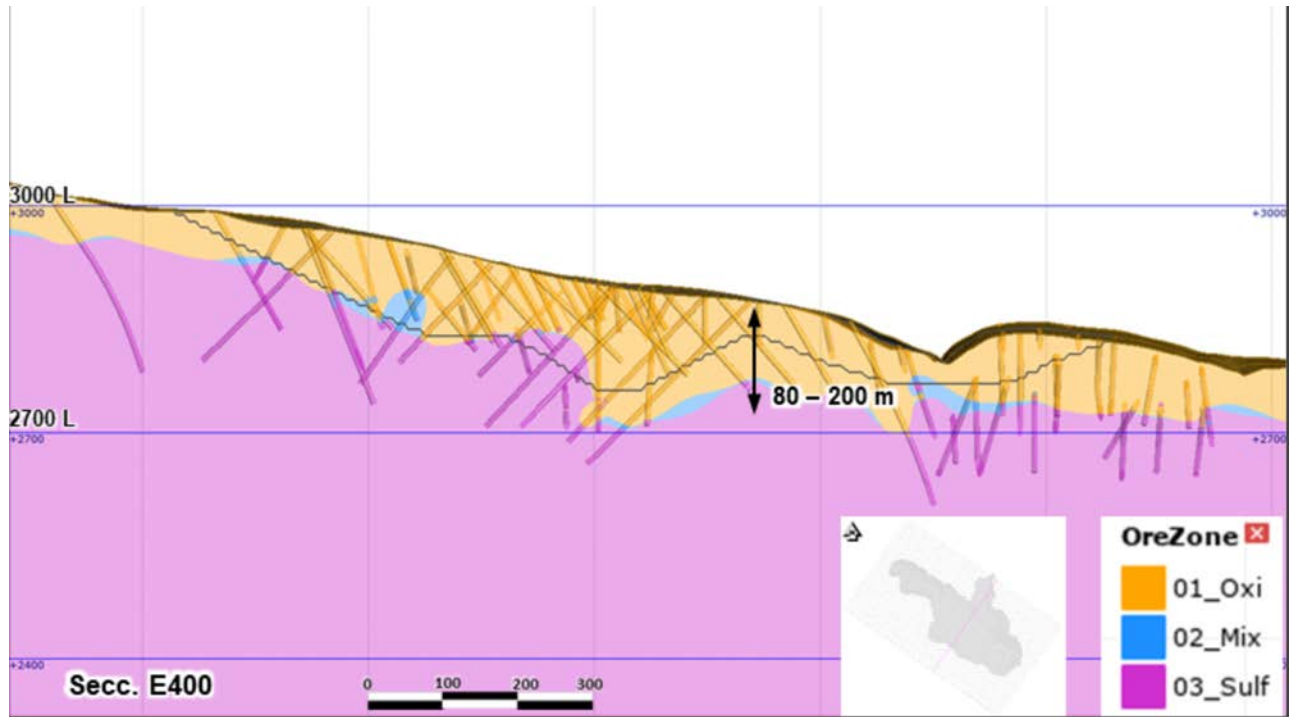 3000 L
+3000
+3000
80 – 200 m
2700 L
+2700
+2700
OreZone
01_Oxi
02_Mix
03_Sulf
+2400
Secc. E400
0 100 200 300